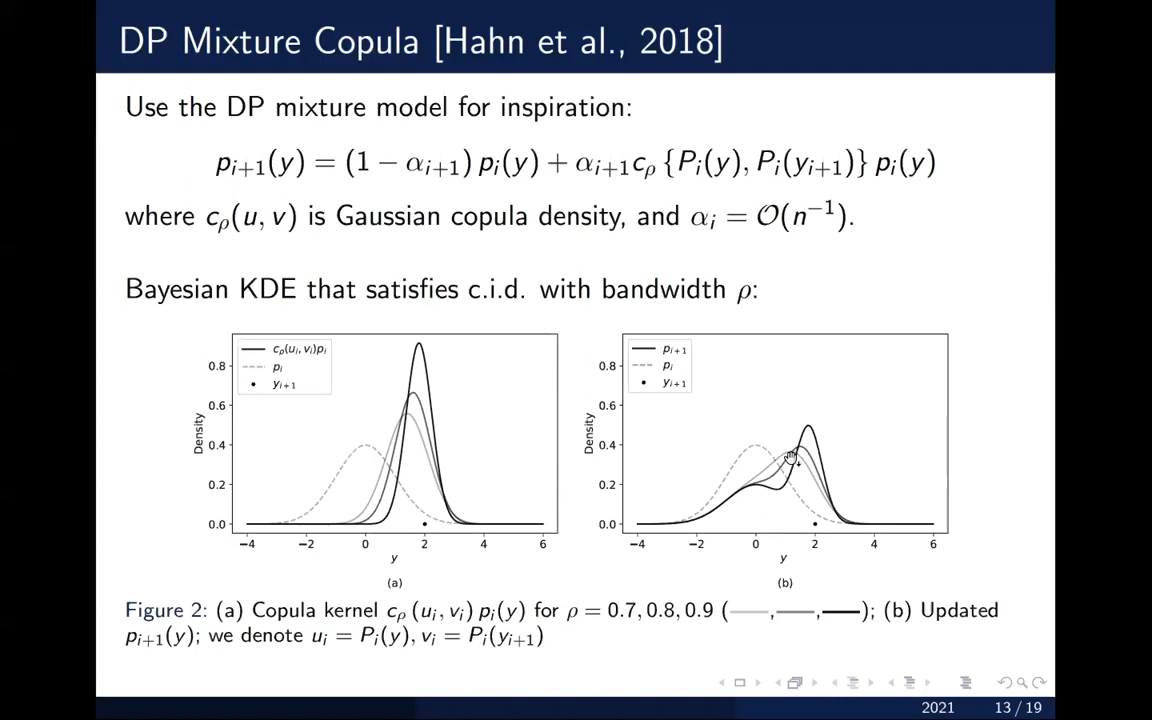 DP Mixture Copula [Hahn et al., 2018]
Use the DP mixture model for inspiration:
p_{i+1}(y) = (1 − α_{i+1}) p_i(y) + α_{i+1}c_ρ {P_i(y), P_i(y_{i+1})} p_i(y)
where c_ρ(u, v) is Gaussian copula density, and α_i = 𝒪(n^{−1}).
Bayesian KDE that satisfies c.i.d. with bandwidth ρ:
c_ρ(u_i, v_i)p_i
p_i
y_{i+1}
Density
0.8
0.6
0.4
0.2
0.0
−4 −2 0 2 4 6
y
(a)
p_{i+1}
p_i
y_{i+1}
Density
0.8
0.6
0.4
0.2
0.0
−4 −2 0 2 4 6
y
(b)
Figure 2: (a) Copula kernel c_ρ (u_i, v_i) p_i(y) for ρ = 0.7, 0.8, 0.9 ( , , ); (b) Updated
p_{i+1}(y); we denote u_i = P_i(y), v_i = P_i(y_{i+1})
2021 13 / 19